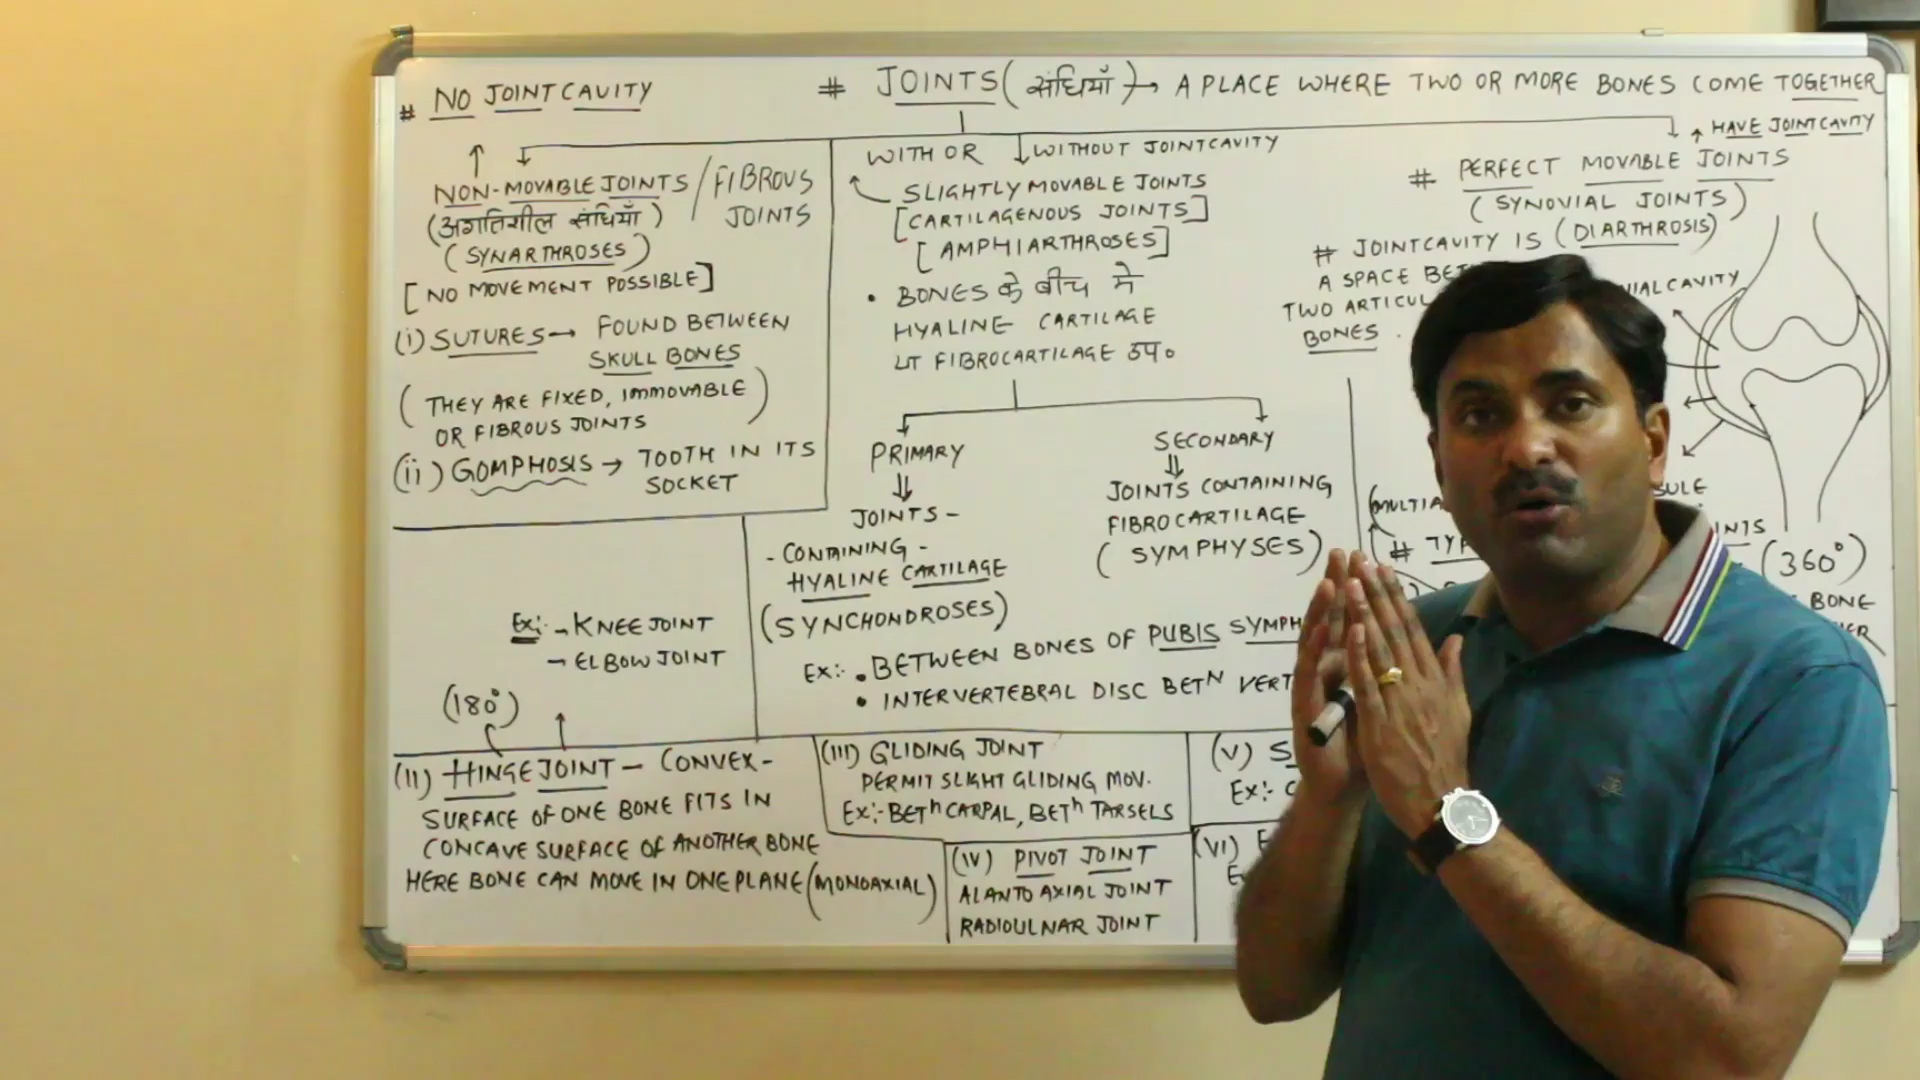 # NO JOINT CAVITY
# JOINTS (संधियाँ) → A PLACE WHERE TWO OR MORE BONES COME TOGETHER
NON-MOVABLE JOINTS / FIBROUS JOINTS
(अगतिशील संधियाँ)
(SYNARTHROSES)
[NO MOVEMENT POSSIBLE]
(i) SUTURES → FOUND BETWEEN
SKULL BONES
(THEY ARE FIXED, IMMOVABLE
OR FIBROUS JOINTS)
(ii) GOMPHOSIS → TOOTH IN ITS
SOCKET
WITH OR WITHOUT JOINT CAVITY
SLIGHTLY MOVABLE JOINTS
[CARTILAGENOUS JOINTS]
[AMPHIARTHROSES]
• BONES के बीच में
HYALINE CARTILAGE
या FIBROCARTILAGE उप०
PRIMARY
JOINTS -
- CONTAINING -
HYALINE CARTILAGE
(SYNCHONDROSES)
SECONDARY
JOINTS CONTAINING
FIBROCARTILAGE
(SYMPHYSES)
Ex:- • BETWEEN BONES OF PUBIS
• INTERVERTEBRAL DISC BETN
↑ HAVE JOINT CAVITY
# PERFECT MOVABLE JOINTS
(SYNOVIAL JOINTS)
(DIARTHROSIS)
# JOINT CAVITY IS
A SPACE
TWO
BONES.
CAVITY
(360°)
BONE
Ex:- - KNEE JOINT
- ELBOW JOINT
(180°)
(II) HINGE JOINT - CONVEX -
SURFACE OF ONE BONE FITS IN
CONCAVE SURFACE OF ANOTHER BONE
HERE BONE CAN MOVE IN ONE PLANE (MONOAXIAL)
(III) GLIDING JOINT
PERMIT SLIGHT GLIDING MOV.
Ex:- BETh CARPAL, BETh TARSELS
(IV) PIVOT JOINT
ALANTO AXIAL JOINT
RADIOULNAR JOINT
(V)
Ex:-
(VI)